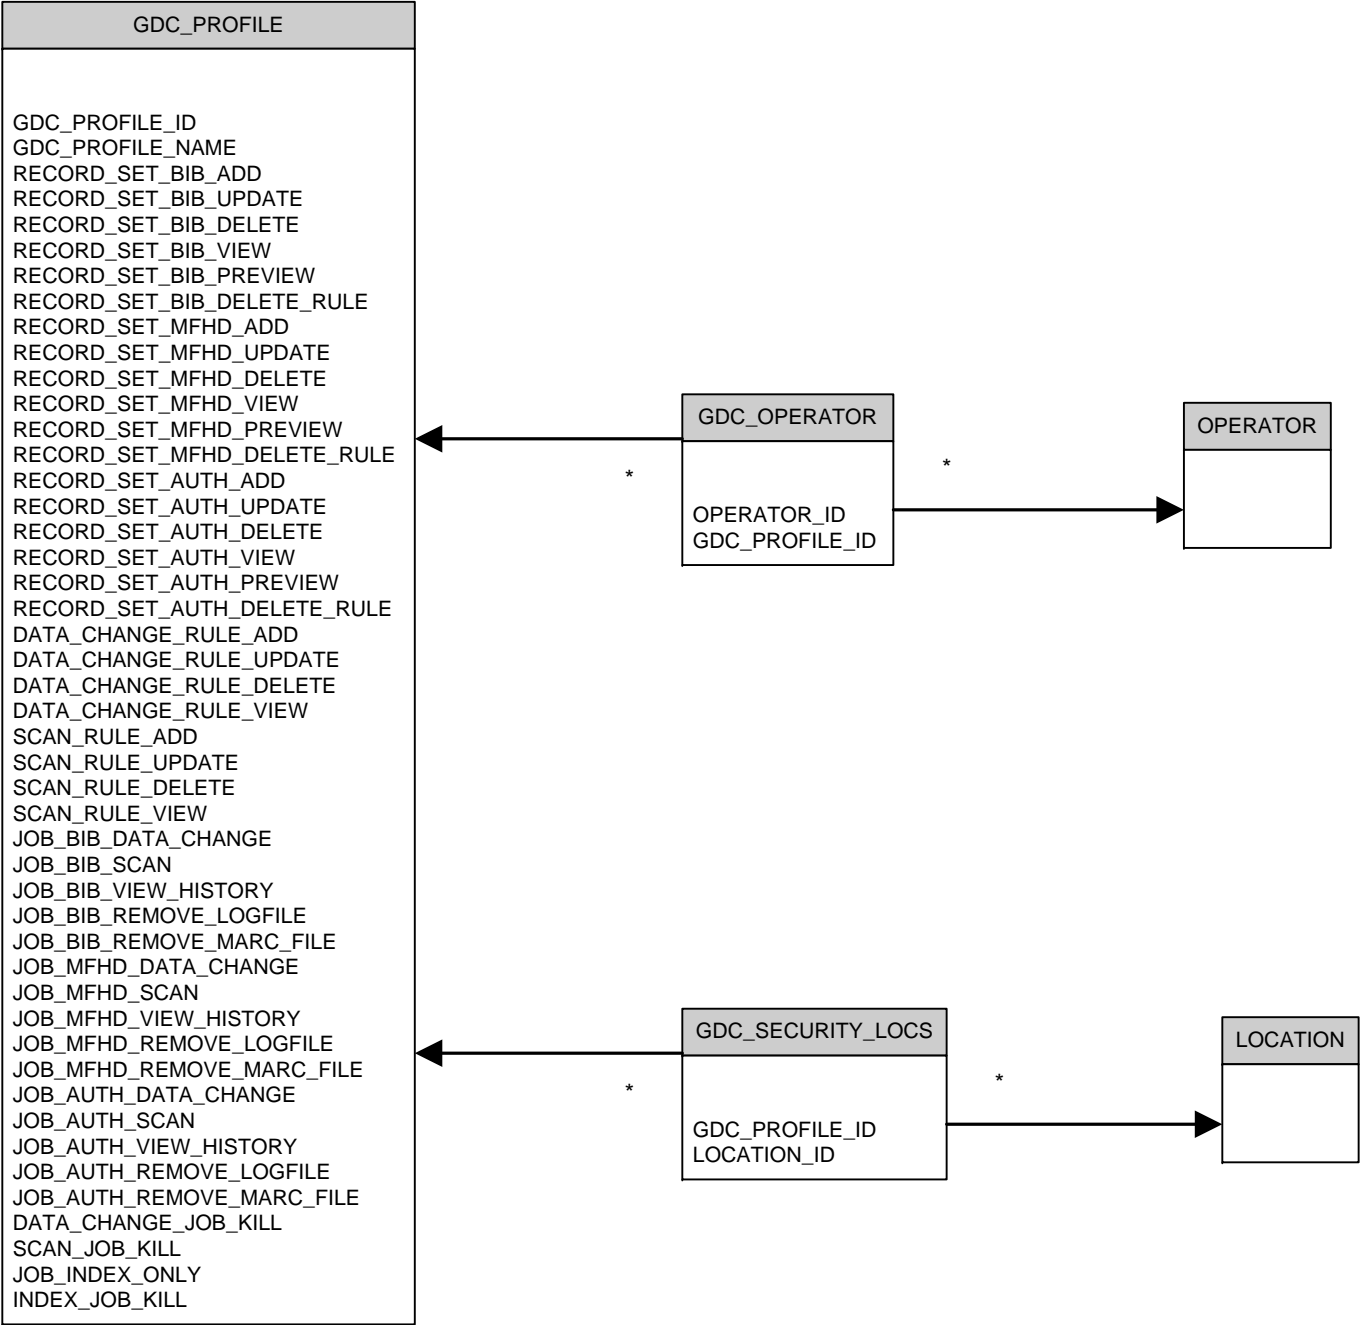 GDC_PROFILE
GDC_PROFILE_ID
GDC_PROFILE_NAME
RECORD_SET_BIB_ADD
RECORD_SET_BIB_UPDATE
RECORD_SET_BIB_DELETE
RECORD_SET_BIB_VIEW
RECORD_SET_BIB_PREVIEW
RECORD_SET_BIB_DELETE_RULE
RECORD_SET_MFHD_ADD
RECORD_SET_MFHD_UPDATE
RECORD_SET_MFHD_DELETE
RECORD_SET_MFHD_VIEW
RECORD_SET_MFHD_PREVIEW
RECORD_SET_MFHD_DELETE_RULE
RECORD_SET_AUTH_ADD
RECORD_SET_AUTH_UPDATE
RECORD_SET_AUTH_DELETE
RECORD_SET_AUTH_VIEW
RECORD_SET_AUTH_PREVIEW
RECORD_SET_AUTH_DELETE_RULE
DATA_CHANGE_RULE_ADD
DATA_CHANGE_RULE_UPDATE
DATA_CHANGE_RULE_DELETE
DATA_CHANGE_RULE_VIEW
SCAN_RULE_ADD
SCAN_RULE_UPDATE
SCAN_RULE_DELETE
SCAN_RULE_VIEW
JOB_BIB_DATA_CHANGE
JOB_BIB_SCAN
JOB_BIB_VIEW_HISTORY
JOB_BIB_REMOVE_LOGFILE
JOB_BIB_REMOVE_MARC_FILE
JOB_MFHD_DATA_CHANGE
JOB_MFHD_SCAN
JOB_MFHD_VIEW_HISTORY
JOB_MFHD_REMOVE_LOGFILE
JOB_MFHD_REMOVE_MARC_FILE
JOB_AUTH_DATA_CHANGE
JOB_AUTH_SCAN
JOB_AUTH_VIEW_HISTORY
JOB_AUTH_REMOVE_LOGFILE
JOB_AUTH_REMOVE_MARC_FILE
DATA_CHANGE_JOB_KILL
SCAN_JOB_KILL
JOB_INDEX_ONLY
INDEX_JOB_KILL
*
GDC_OPERATOR
OPERATOR_ID
GDC_PROFILE_ID
*
OPERATOR
*
GDC_SECURITY_LOCS
GDC_PROFILE_ID
LOCATION_ID
*
LOCATION